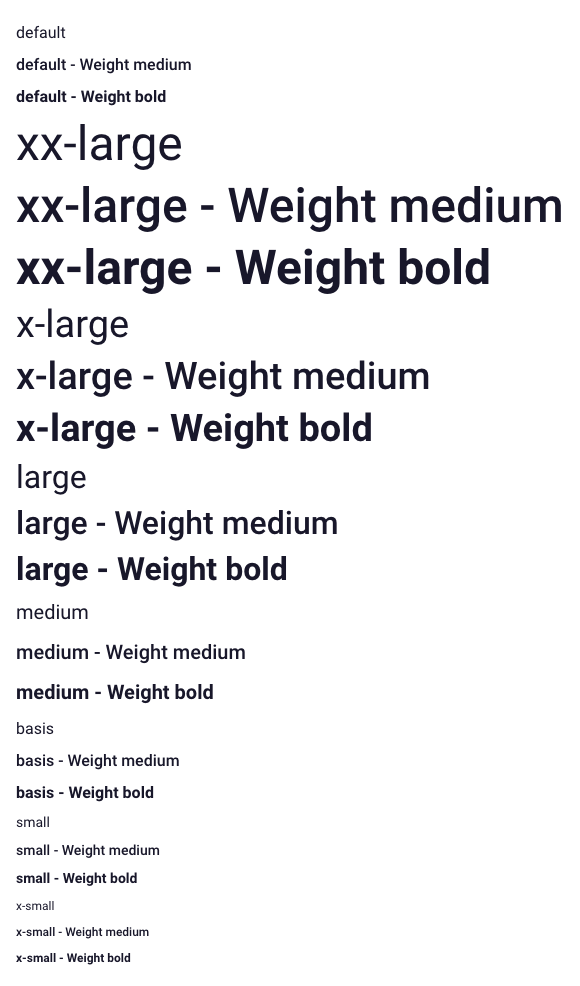 default
default - Weight medium
default - Weight bold
xx-large
xx-large - Weight medium
xx-large - Weight bold
x-large
x-large - Weight medium
x-large - Weight bold
large
large - Weight medium
large - Weight bold
medium
medium - Weight medium
medium - Weight bold
basis
basis - Weight medium
basis - Weight bold
small
small - Weight medium
small - Weight bold
x-small
x-small - Weight medium
x-small - Weight bold